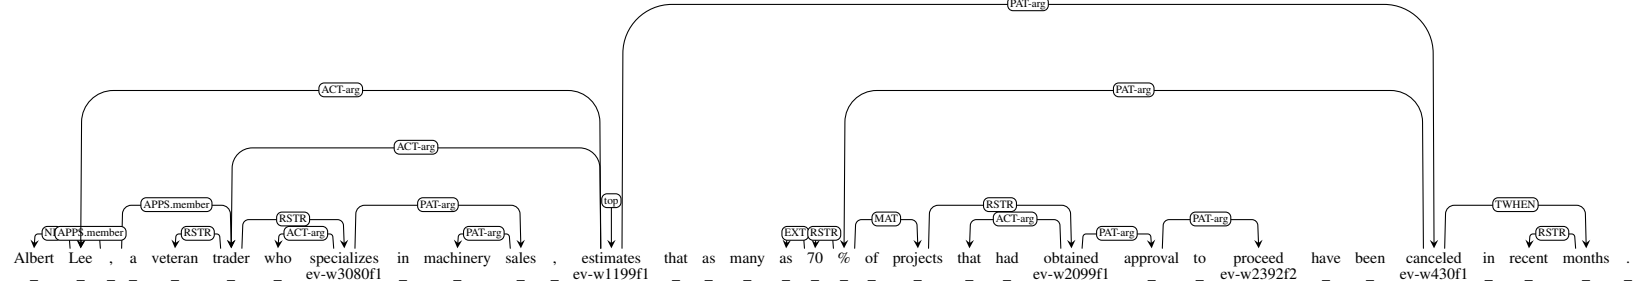 PAT-arg
ACT-arg PAT-arg
ACT-arg
top
APPS.member PAT-arg TWHEN
RSTR MAT RSTR ACT-arg PAT-arg
APPS.member RSTR ACT-arg PAT-arg EXT RSTR PAT-arg RSTR
Albert Lee , a veteran trader who specializes in machinery sales , estimates that as many as 70 % of projects that had obtained approval to proceed have been canceled in recent months .
ev-w3080f1 ev-w1199f1 ev-w2099f1 ev-w2392f2 ev-w430f1
_ _ _ _ _ _ _ _ _ _ _ _ _ _ _ _ _ _ _ _ _ _ _ _ _ _ _ _ _ _ _ _ _